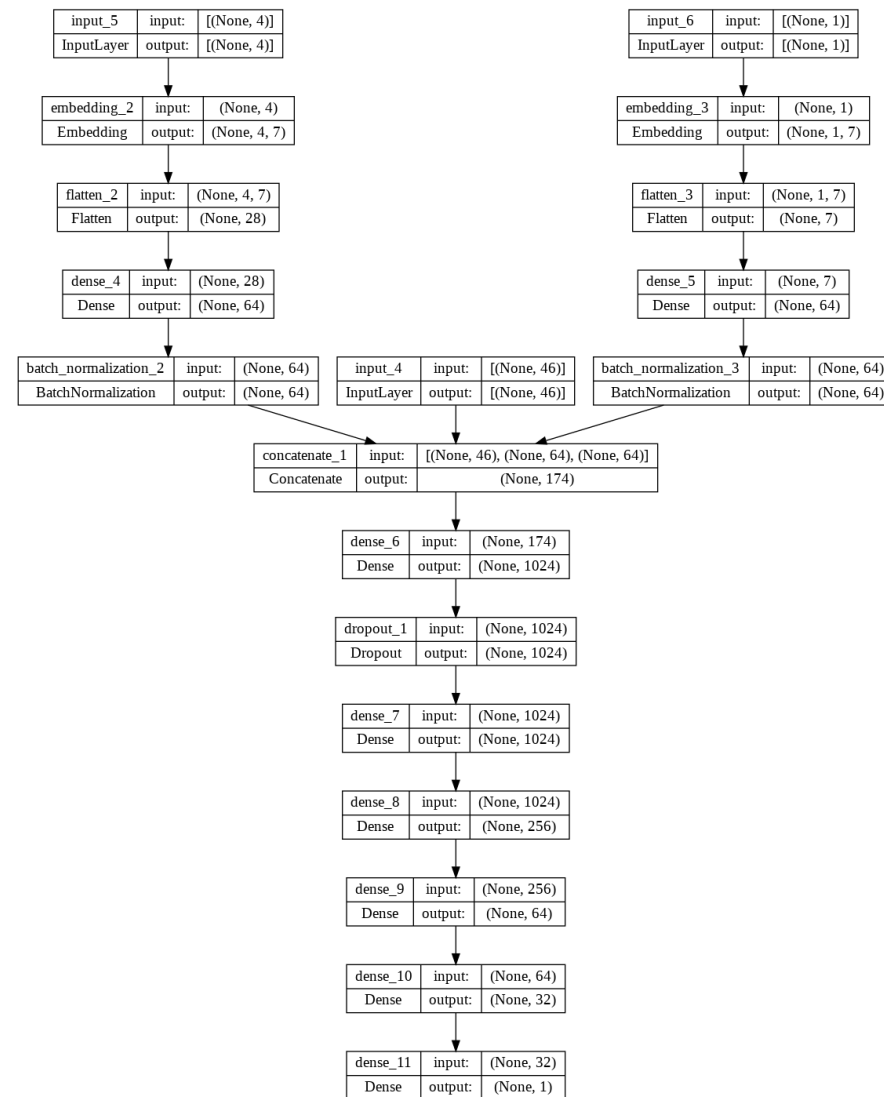 input_5 input: [(None, 4)]
InputLayer output: [(None, 4)]
input_6 input: [(None, 1)]
InputLayer output: [(None, 1)]
embedding_2 input: (None, 4)
Embedding output: (None, 4, 7)
embedding_3 input: (None, 1)
Embedding output: (None, 1, 7)
flatten_2 input: (None, 4, 7)
Flatten output: (None, 28)
flatten_3 input: (None, 1, 7)
Flatten output: (None, 7)
dense_4 input: (None, 28)
Dense output: (None, 64)
dense_5 input: (None, 7)
Dense output: (None, 64)
batch_normalization_2 input: (None, 64)
BatchNormalization output: (None, 64)
input_4 input: [(None, 46)]
InputLayer output: [(None, 46)]
batch_normalization_3 input: (None, 64)
BatchNormalization output: (None, 64)
concatenate_1 input: [(None, 46), (None, 64), (None, 64)]
Concatenate output: (None, 174)
dense_6 input: (None, 174)
Dense output: (None, 1024)
dropout_1 input: (None, 1024)
Dropout output: (None, 1024)
dense_7 input: (None, 1024)
Dense output: (None, 1024)
dense_8 input: (None, 1024)
Dense output: (None, 256)
dense_9 input: (None, 256)
Dense output: (None, 64)
dense_10 input: (None, 64)
Dense output: (None, 32)
dense_11 input: (None, 32)
Dense output: (None, 1)